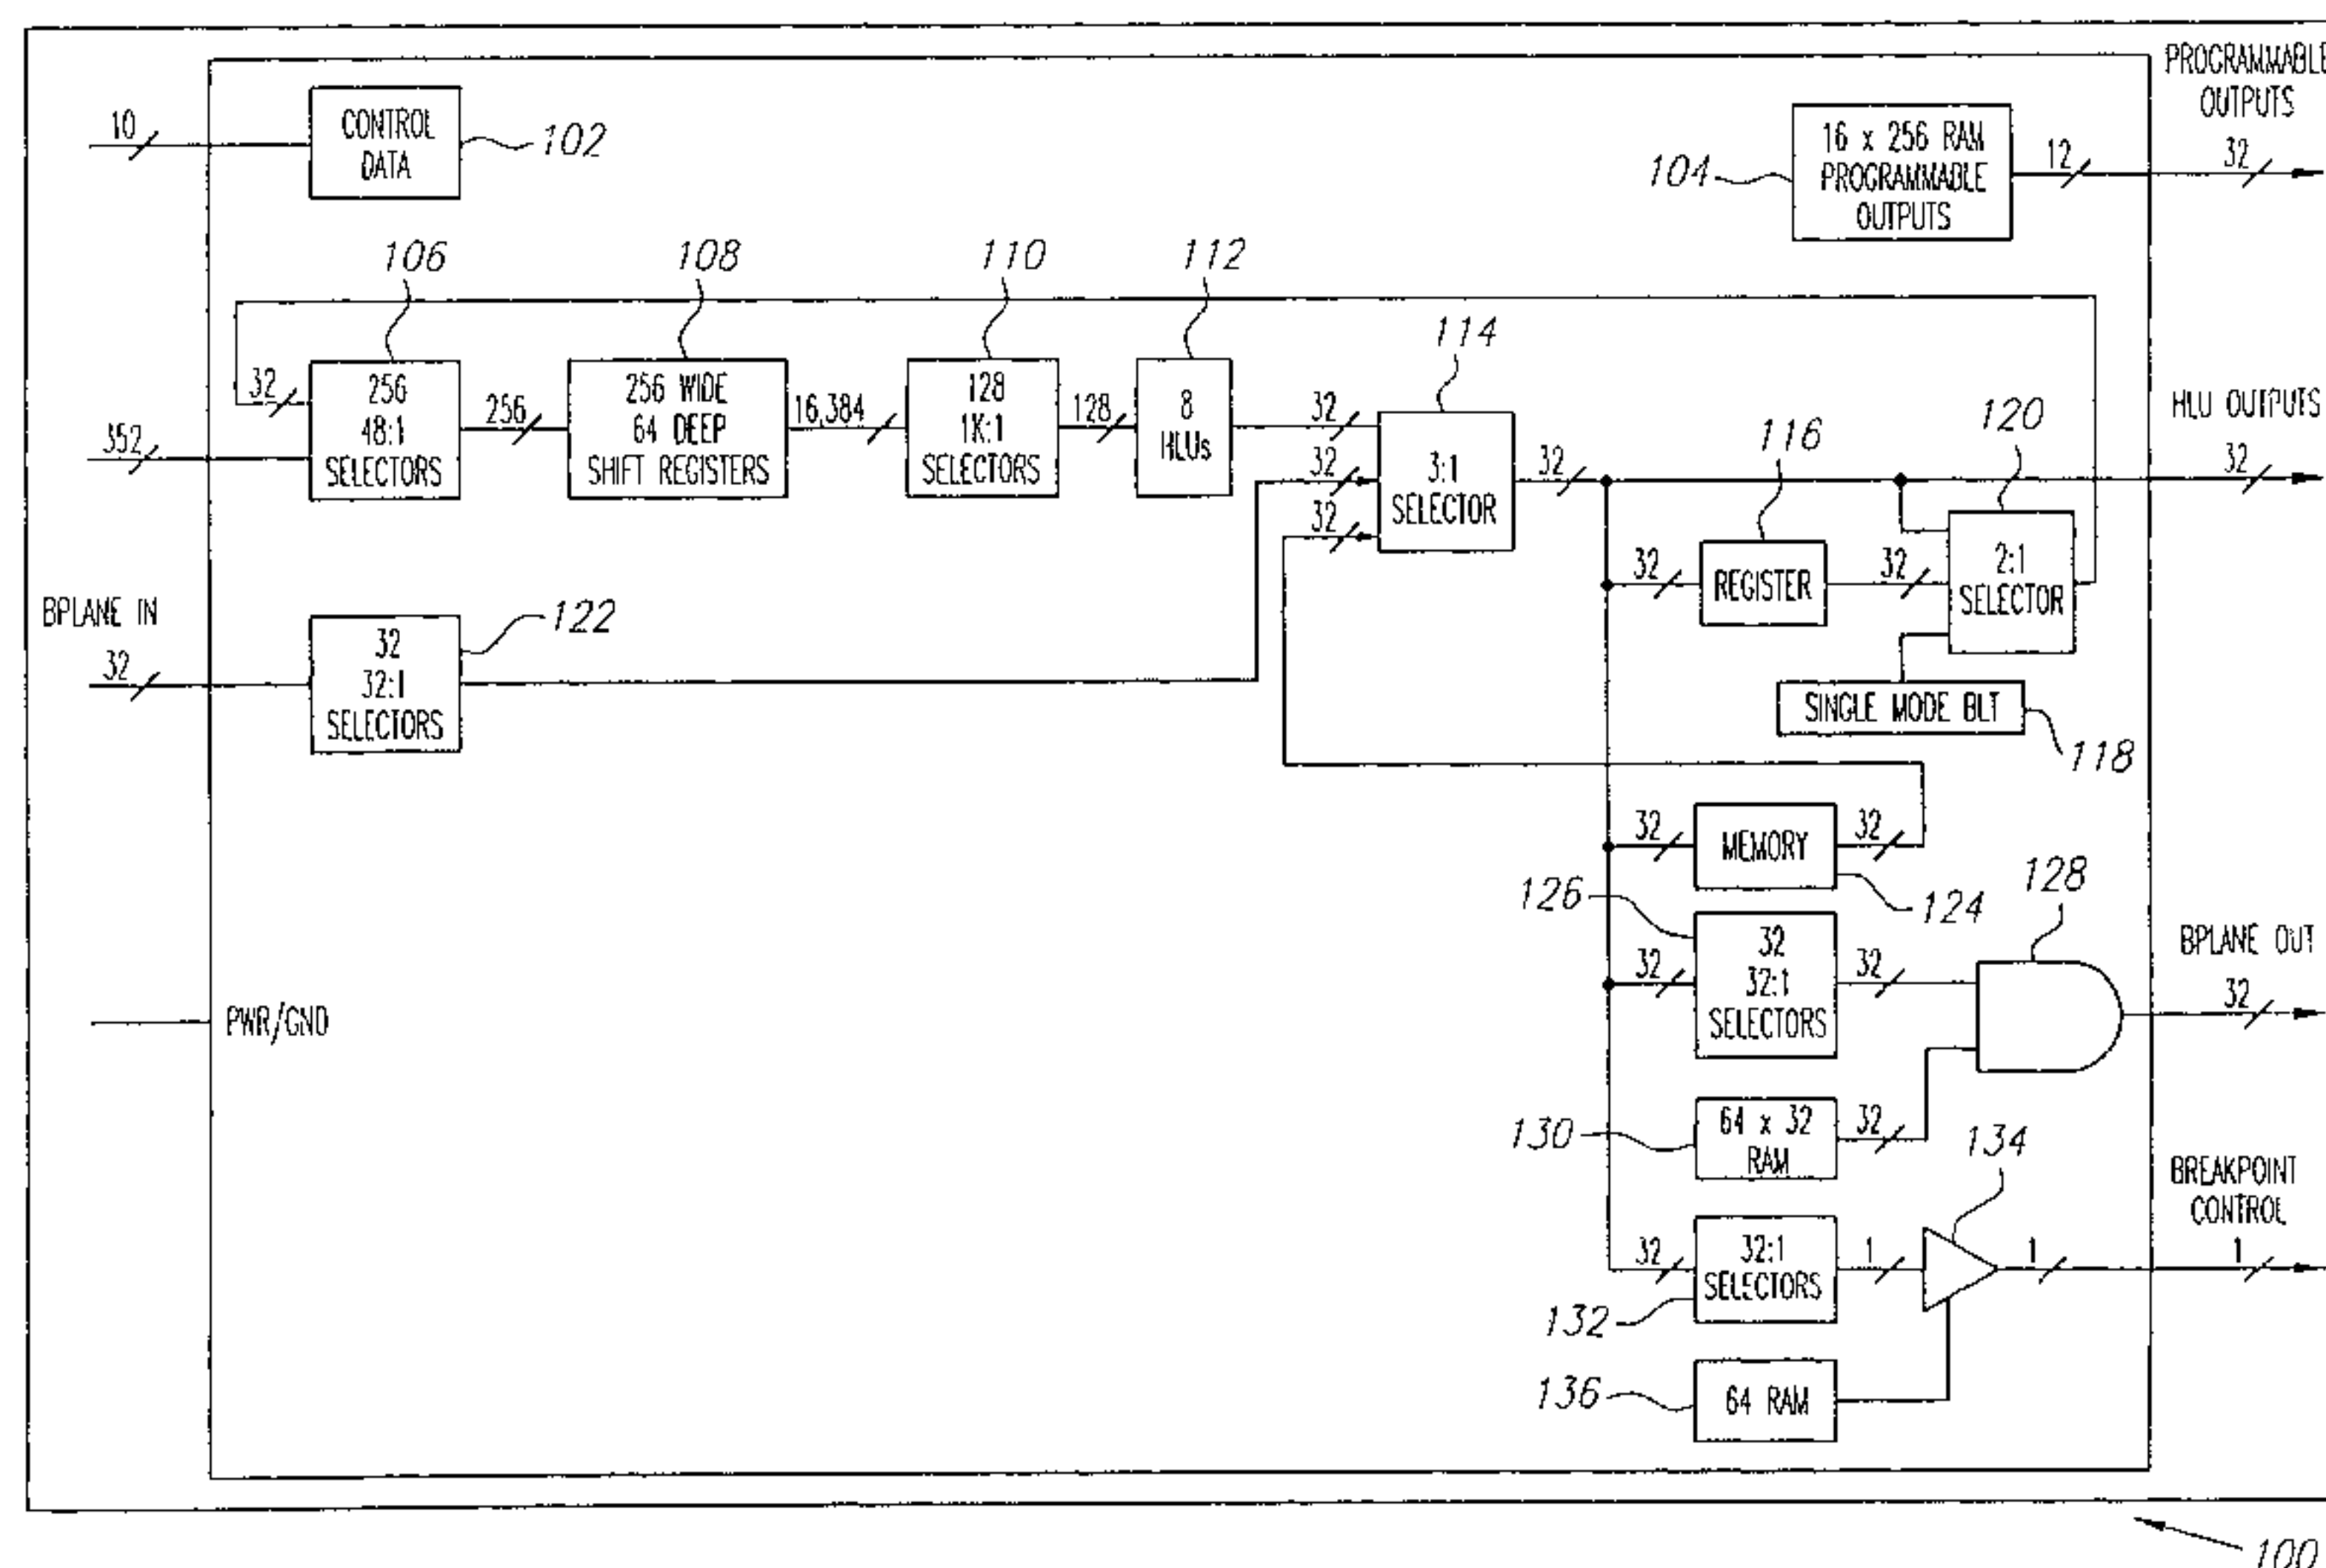 PROGRAMMABLE
OUTPUTS
10
CONTROL
DATA
102
104
16 x 256 RAM
PROGRAMMABLE
OUTPUTS
12
32
106
108
110
112
114
32
352
256
48:1
SELECTORS
256
256 WIDE
64 DEEP
SHIFT REGISTERS
16,384
128
1K:1
SELECTORS
128
8
HLUs
32
32
32
3:1
SELECTOR
32
116
120
HLU OUTPUTS
32
32
REGISTER
32
2:1
SELECTOR
SINGLE MODE BLT
118
BPLANE IN
32
32
32:1
SELECTORS
122
32
MEMORY
32
124
126
32
32
32:1
SELECTORS
32
128
BPLANE OUT
32
PWR/GND
130
64 x 32
RAM
32
134
BREAKPOINT
CONTROL
32
32:1
SELECTORS
1
1
1
132
136
64 RAM
100